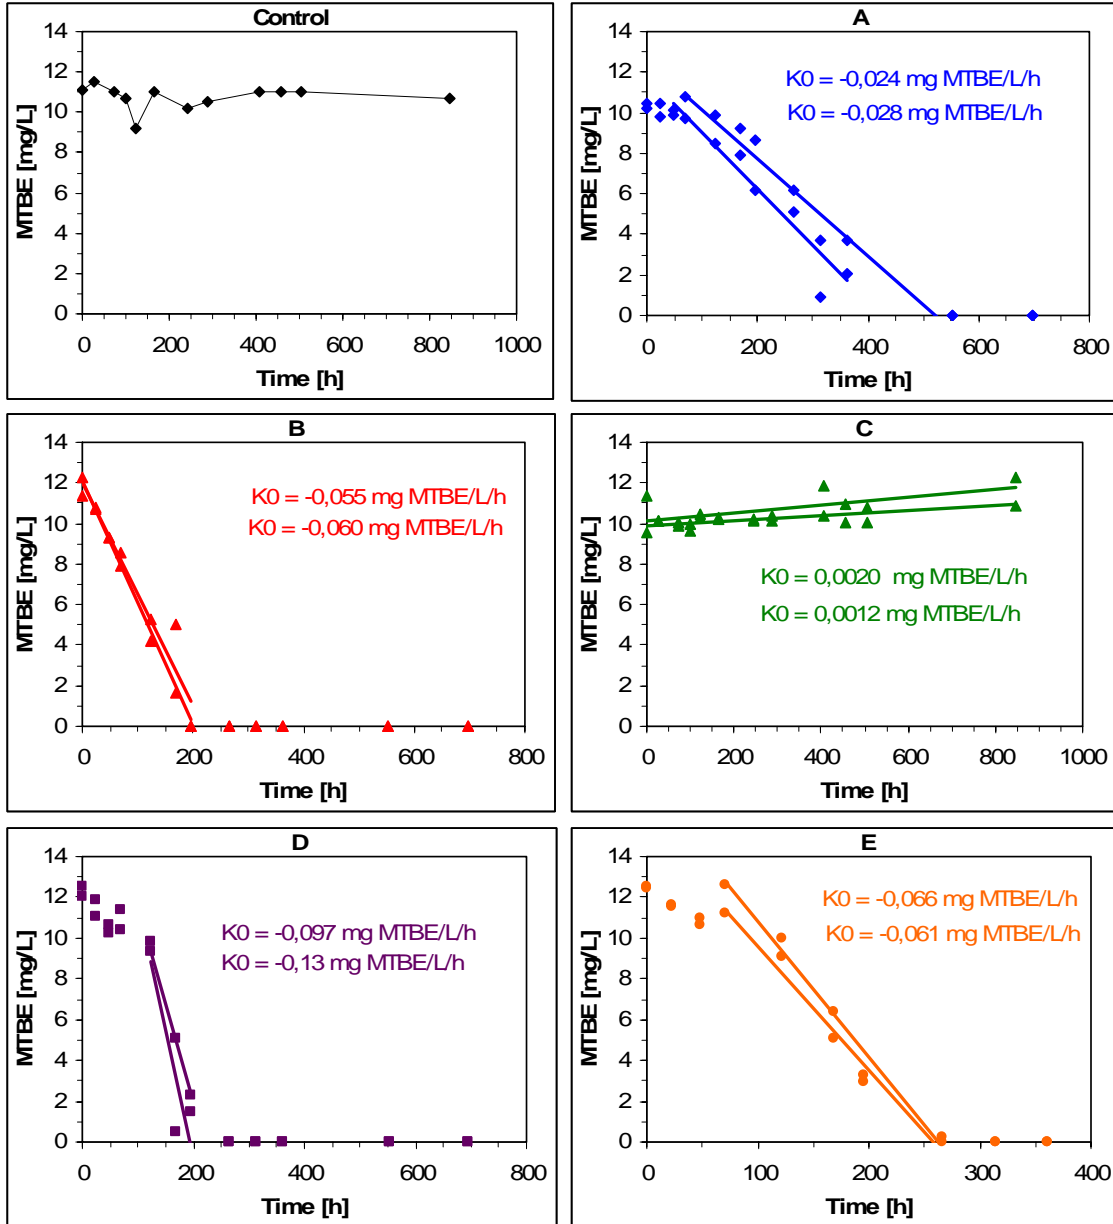 Control
MTBE [mg/L]
14
12
10
8
6
4
2
0
0 200 400 600 800 1000
Time [h]
A
MTBE [mg/L]
14
12
10
8
6
4
2
0
K0 = -0,024 mg MTBE/L/h
K0 = -0,028 mg MTBE/L/h
0 200 400 600 800
Time [h]
B
MTBE [mg/L]
14
12
10
8
6
4
2
0
K0 = -0,055 mg MTBE/L/h
K0 = -0,060 mg MTBE/L/h
0 200 400 600 800
Time [h]
C
MTBE [mg/L]
14
12
10
8
6
4
2
0
K0 = 0,0020 mg MTBE/L/h
K0 = 0,0012 mg MTBE/L/h
0 200 400 600 800 1000
Time [h]
D
MTBE [mg/L]
14
12
10
8
6
4
2
0
K0 = -0,097 mg MTBE/L/h
K0 = -0,13 mg MTBE/L/h
0 200 400 600 800
Time [h]
E
MTBE [mg/L]
14
12
10
8
6
4
2
0
K0 = -0,066 mg MTBE/L/h
K0 = -0,061 mg MTBE/L/h
0 100 200 300 400
Time [h]